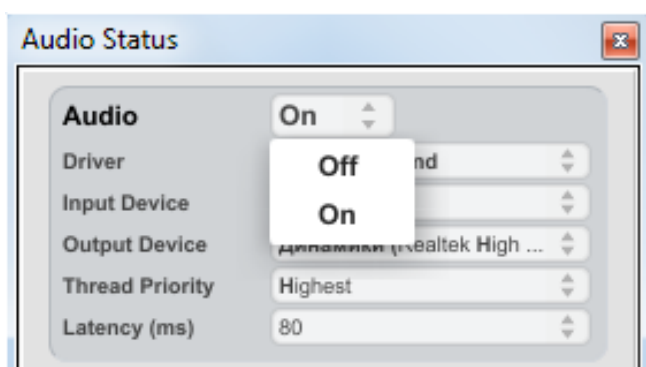 Audio Status
Audio On
Off
On
Driver nd
Input Device
Output Device Динамики (Realtek High ...
Thread Priority Highest
Latency (ms) 80